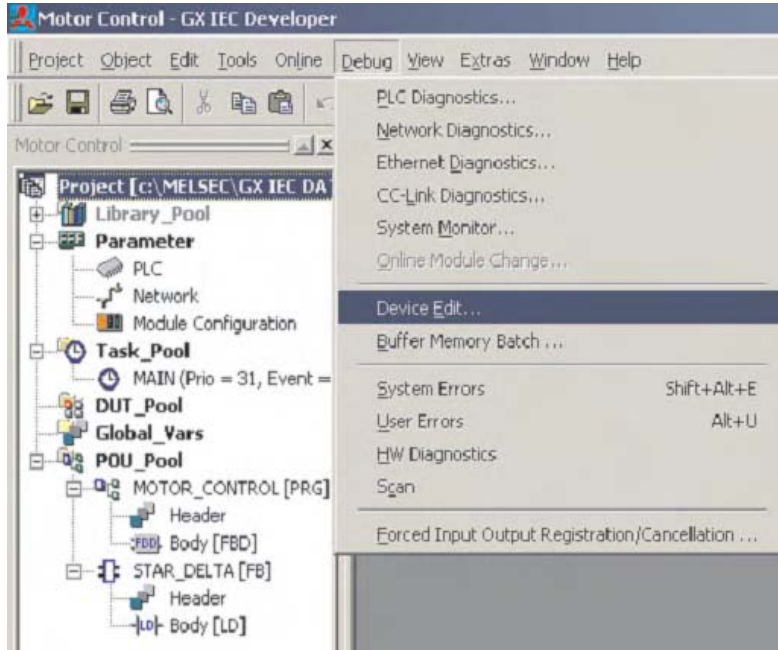 Motor Control - GX IEC Developer
Project Object Edit Tools Online Debug View Extras Window Help
Motor Control
Project [c:\MELSEC\GX IEC DA
Library_Pool
Parameter
PLC
Network
Module Configuration
Task_Pool
MAIN (Prio = 31, Event =
DUT_Pool
Global_Vars
POU_Pool
MOTOR_CONTROL [PRG]
Header
FBD Body [FBD]
STAR_DELTA [FB]
Header
LD Body [LD]
PLC Diagnostics...
Network Diagnostics...
Ethernet Diagnostics...
CC-Link Diagnostics...
System Monitor...
Online Module Change...
Device Edit...
Buffer Memory Batch ...
System Errors Shift+Alt+E
User Errors Alt+U
HW Diagnostics
Scan
Forced Input Output Registration/Cancellation ...